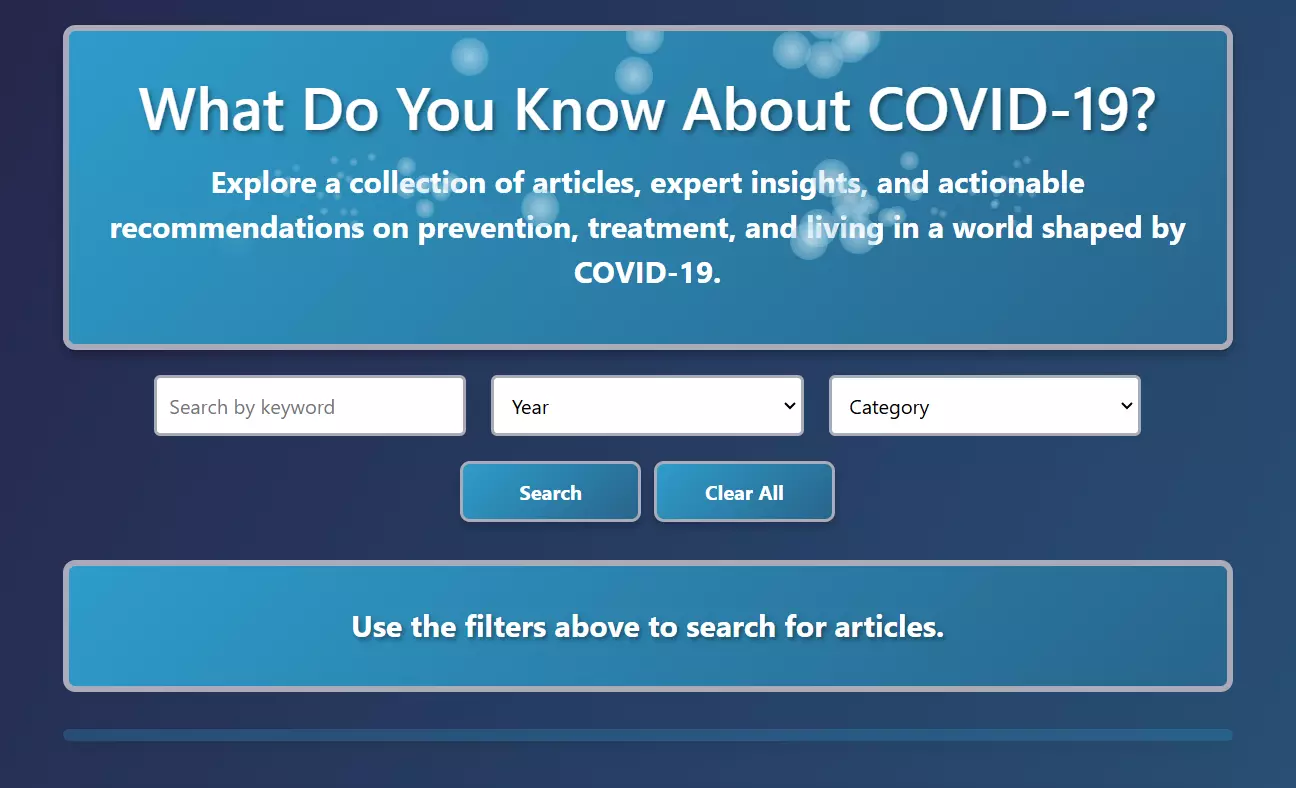 What Do You Know About COVID-19?
Explore a collection of articles, expert insights, and actionable
recommendations on prevention, treatment, and living in a world shaped by
COVID-19.
Search by keyword
Year
Category
Search
Clear All
Use the filters above to search for articles.